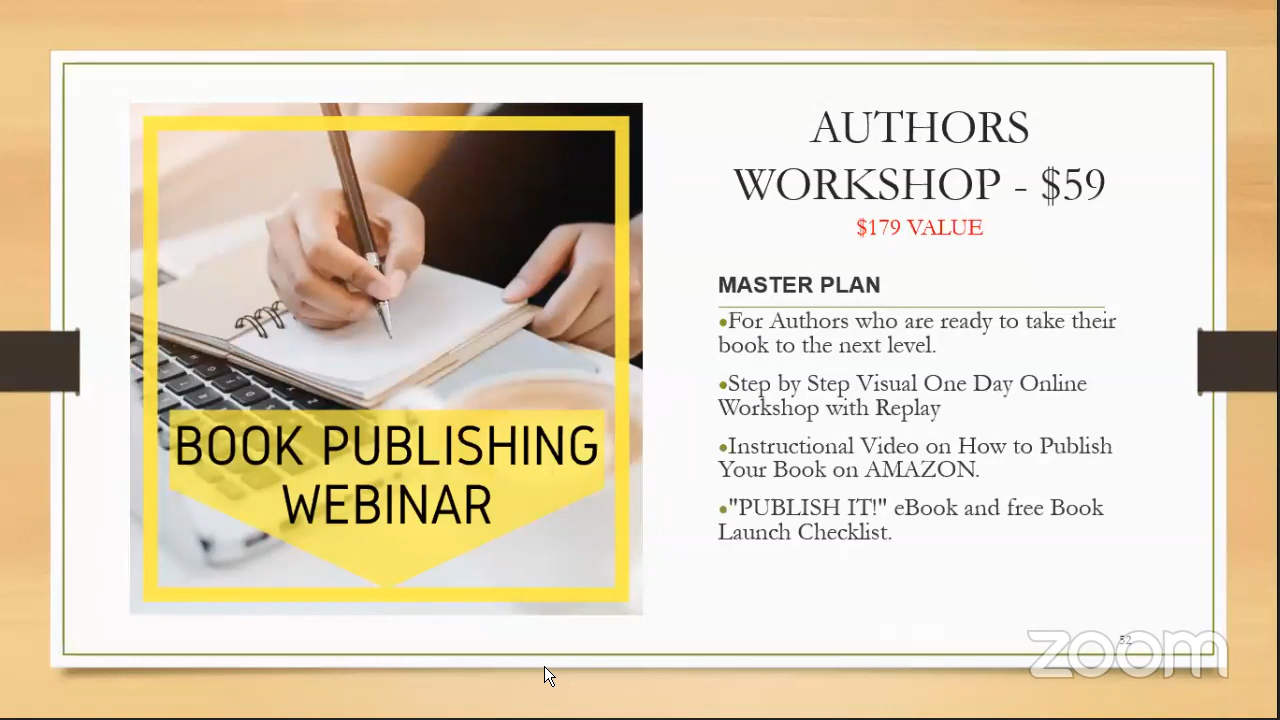 AUTHORS
WORKSHOP - $59
$179 VALUE
MASTER PLAN
•For Authors who are ready to take their
book to the next level.
•Step by Step Visual One Day Online
Workshop with Replay
•Instructional Video on How to Publish
Your Book on AMAZON.
•"PUBLISH IT!" eBook and free Book
Launch Checklist.
BOOK PUBLISHING
WEBINAR
52
zoom